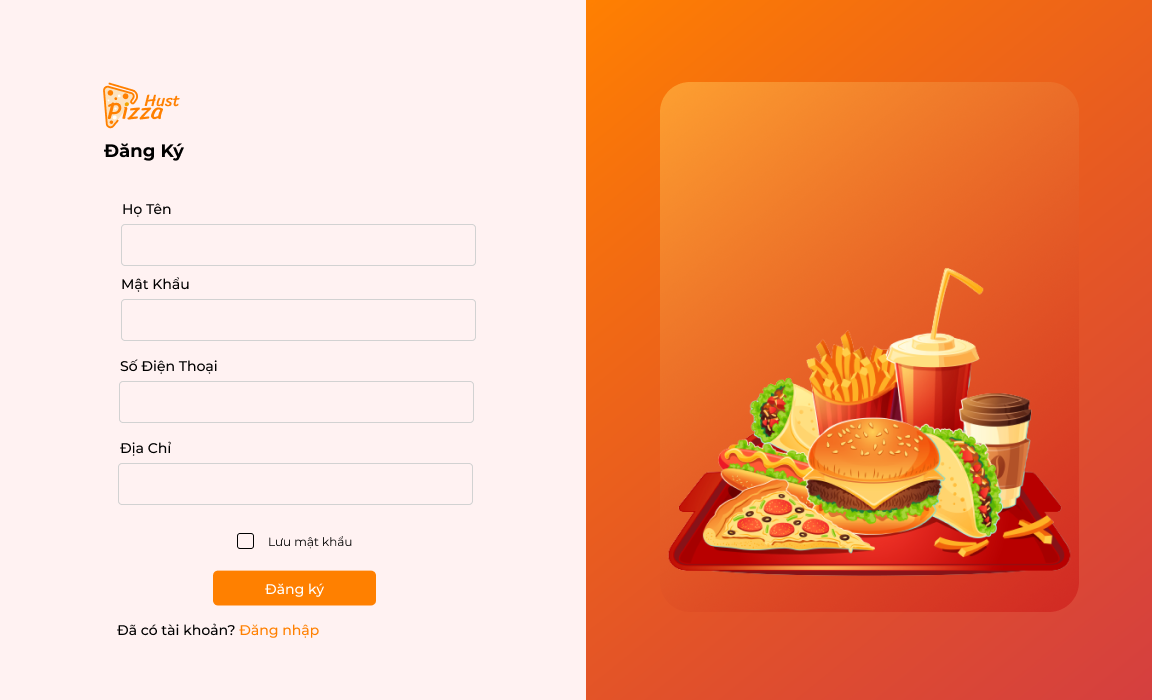 Hust
Pizza
Đăng Ký
Họ Tên
Mật Khẩu
Số Điện Thoại
Địa Chỉ
Lưu mật khẩu
Đăng ký
Đã có tài khoản? Đăng nhập